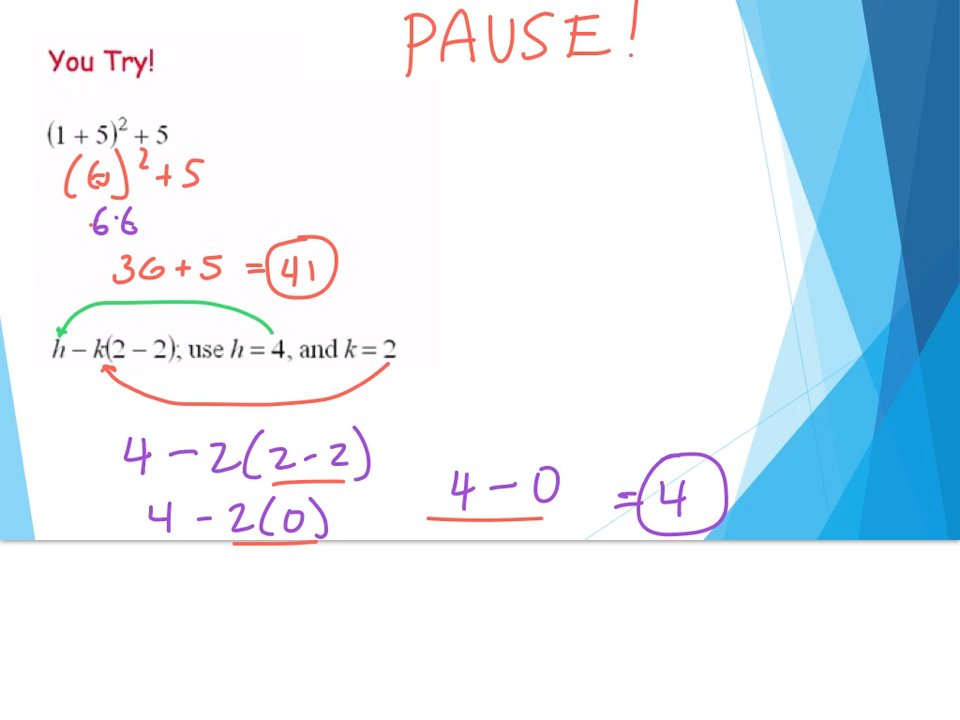 PAUSE!
You Try!
(1 + 5)² + 5
(6)² + 5
6·6
36 + 5 = 41
h – k(2 – 2); use h = 4, and k = 2
4 – 2(2 - 2)
4 - 2(0)
4 – 0 = 4